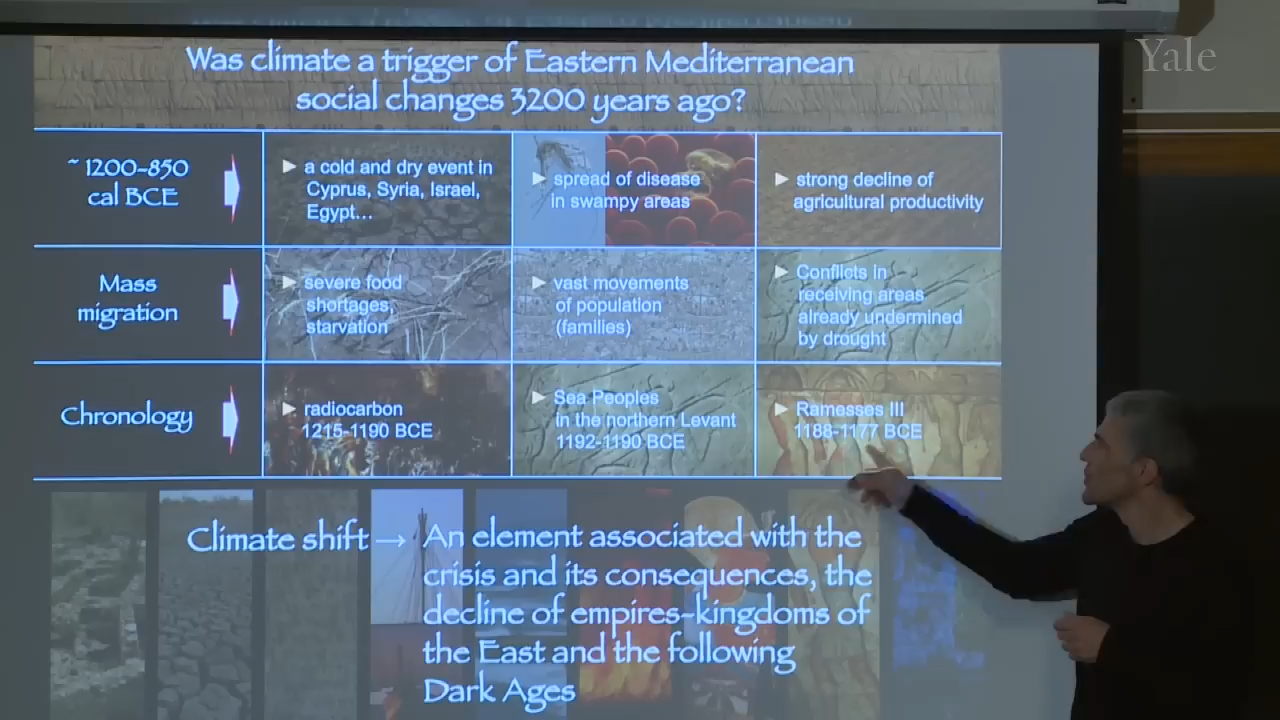 Yale
Was climate a trigger of Eastern Mediterranean
social changes 3200 years ago?
~ 1200-850
cal BCE
► a cold and dry event in
Cyprus, Syria, Israel,
Egypt...
► spread of disease
in swampy areas
► strong decline of
agricultural productivity
Mass
migration
► severe food
shortages,
starvation
► vast movements
of population
(families)
► Conflicts in
receiving areas
already undermined
by drought
Chronology
► radiocarbon
1215-1190 BCE
► Sea Peoples
in the northern Levant
1192-1190 BCE
► Ramesses III
1188-1177 BCE
Climate shift → An element associated with the
crisis and its consequences, the
decline of empires-kingdoms of
the East and the following
Dark Ages